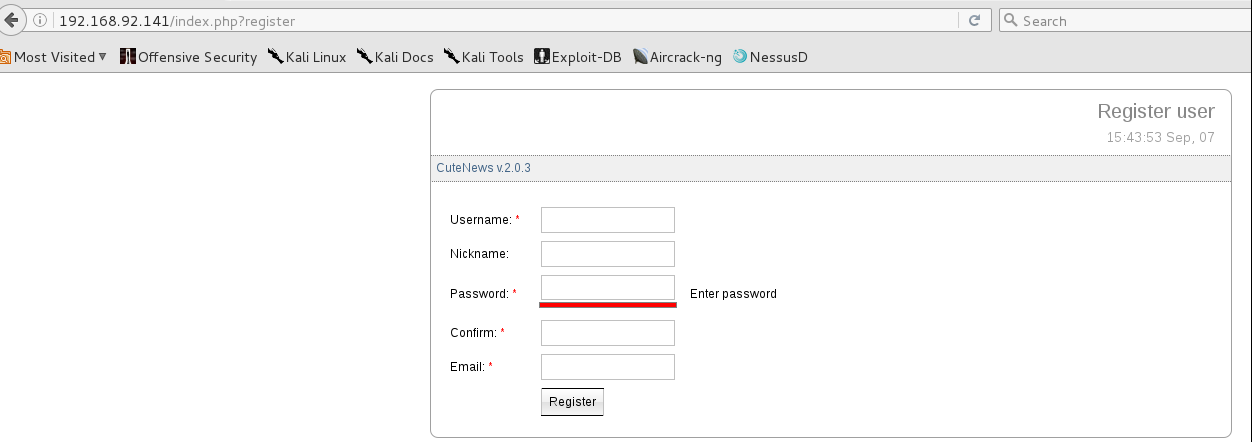 192.168.92.141/index.php?register
Search
Most Visited Offensive Security Kali Linux Kali Docs Kali Tools Exploit-DB Aircrack-ng NessusD
Register user
15:43:53 Sep, 07
CuteNews v.2.0.3
Username: *
Nickname:
Password: * Enter password
Confirm: *
Email: *
Register